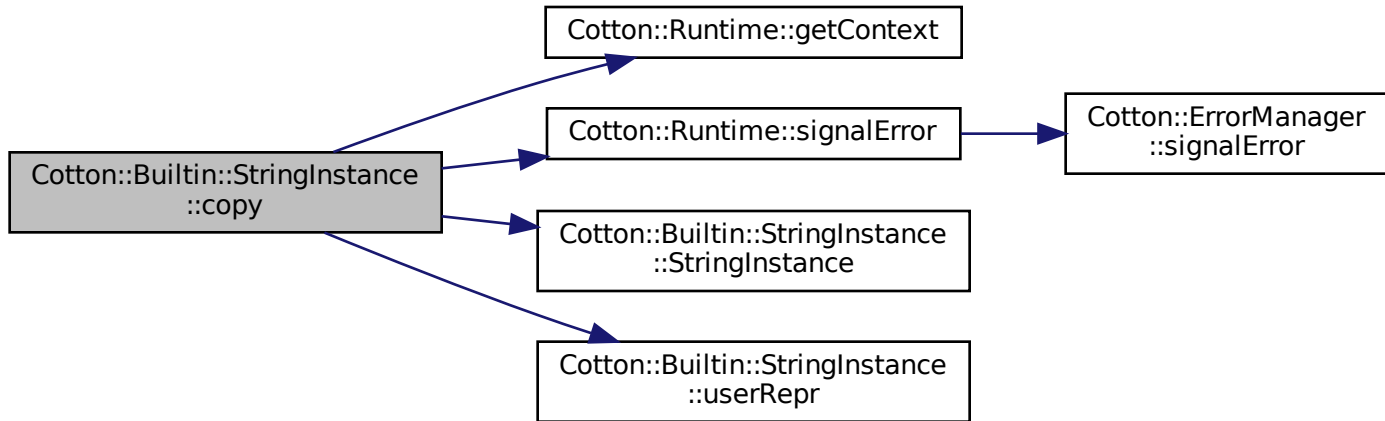 Cotton::Builtin::StringInstance
::copy
Cotton::Runtime::getContext
Cotton::Runtime::signalError
Cotton::ErrorManager
::signalError
Cotton::Builtin::StringInstance
::StringInstance
Cotton::Builtin::StringInstance
::userRepr